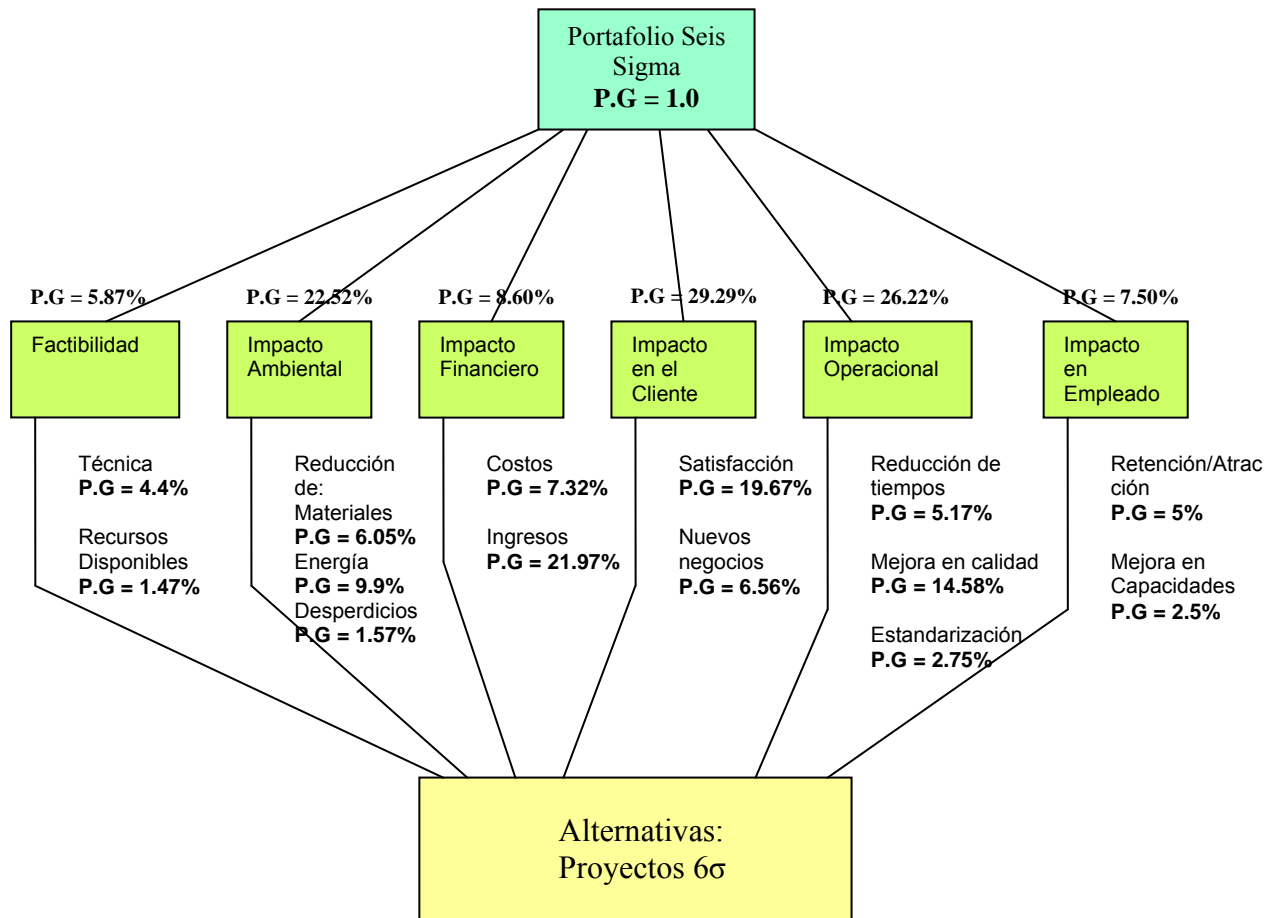 Portafolio Seis
Sigma
P.G = 1.0
P.G = 5.87%
P.G = 22.52%
P.G = 8.60%
P.G = 29.29%
P.G = 26.22%
P.G = 7.50%
Factibilidad
Impacto
Ambiental
Impacto
Financiero
Impacto
en el
Cliente
Impacto
Operacional
Impacto
en
Empleado
Técnica
P.G = 4.4%
Recursos
Disponibles
P.G = 1.47%
Reducción
de:
Materiales
P.G = 6.05%
Energía
P.G = 9.9%
Desperdicios
P.G = 1.57%
Costos
P.G = 7.32%
Ingresos
P.G = 21.97%
Satisfacción
P.G = 19.67%
Nuevos
negocios
P.G = 6.56%
Reducción de
tiempos
P.G = 5.17%
Mejora en calidad
P.G = 14.58%
Estandarización
P.G = 2.75%
Retención/Atrac
ción
P.G = 5%
Mejora en
Capacidades
P.G = 2.5%
Alternativas:
Proyectos 6σ